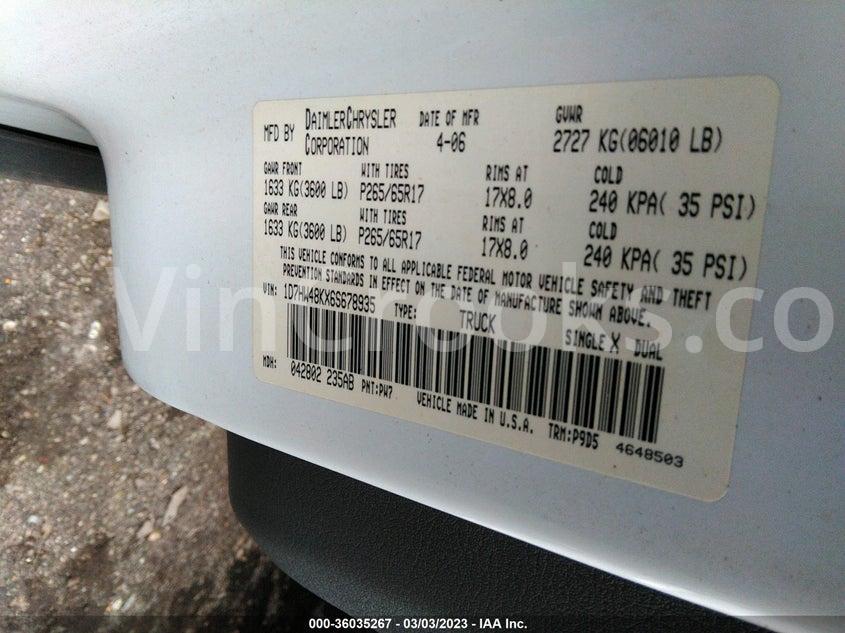 MFD BY DAIMLERCHRYSLER CORPORATION DATE OF MFR 4-06 GVWR 2727 KG(06010 LB)
GAWR FRONT WITH TIRES RIMS AT COLD
1633 KG(3600 LB) P265/65R17 17X8.0 240 KPA( 35 PSI)
GAWR REAR WITH TIRES RIMS AT COLD
1633 KG(3600 LB) P265/65R17 17X8.0 240 KPA( 35 PSI)
THIS VEHICLE CONFORMS TO ALL APPLICABLE FEDERAL MOTOR VEHICLE SAFETY AND THEFT
PREVENTION STANDARDS IN EFFECT ON THE DATE OF MANUFACTURE SHOWN ABOVE.
VIN: 1D7HW48KX6S678935 TYPE: TRUCK SINGLE X DUAL
MDH: 042802 235AB PNT:PW7 VEHICLE MADE IN U.S.A. TRM:P9D5 4648503
VinCrooks.co
000-36035267 - 03/03/2023 - IAA Inc.